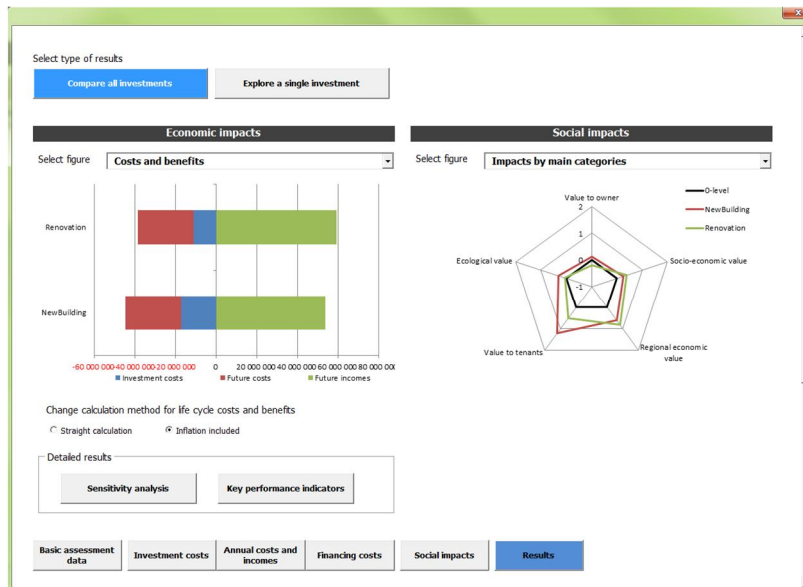 x
Select type of results
Compare all investments
Explore a single investment
Economic impacts
Select figure
Costs and benefits
Renovation
NewBuilding
-60 000 000-40 000 000-20 000 000 0 20 000 000 40 000 000 60 000 000 80 000 000
Investment costs
Future costs
Future incomes
Change calculation method for life cycle costs and benefits
Straight calculation
Inflation included
Detailed results
Sensitivity analysis
Key performance indicators
Social impacts
Select figure
Impacts by main categories
Value to owner
2
1
0
-1
Socio-economic value
Regional economic
value
Value to tenants
Ecological value
0-level
NewBuilding
Renovation
Basic assessment
data
Investment costs
Annual costs and
incomes
Financing costs
Social impacts
Results